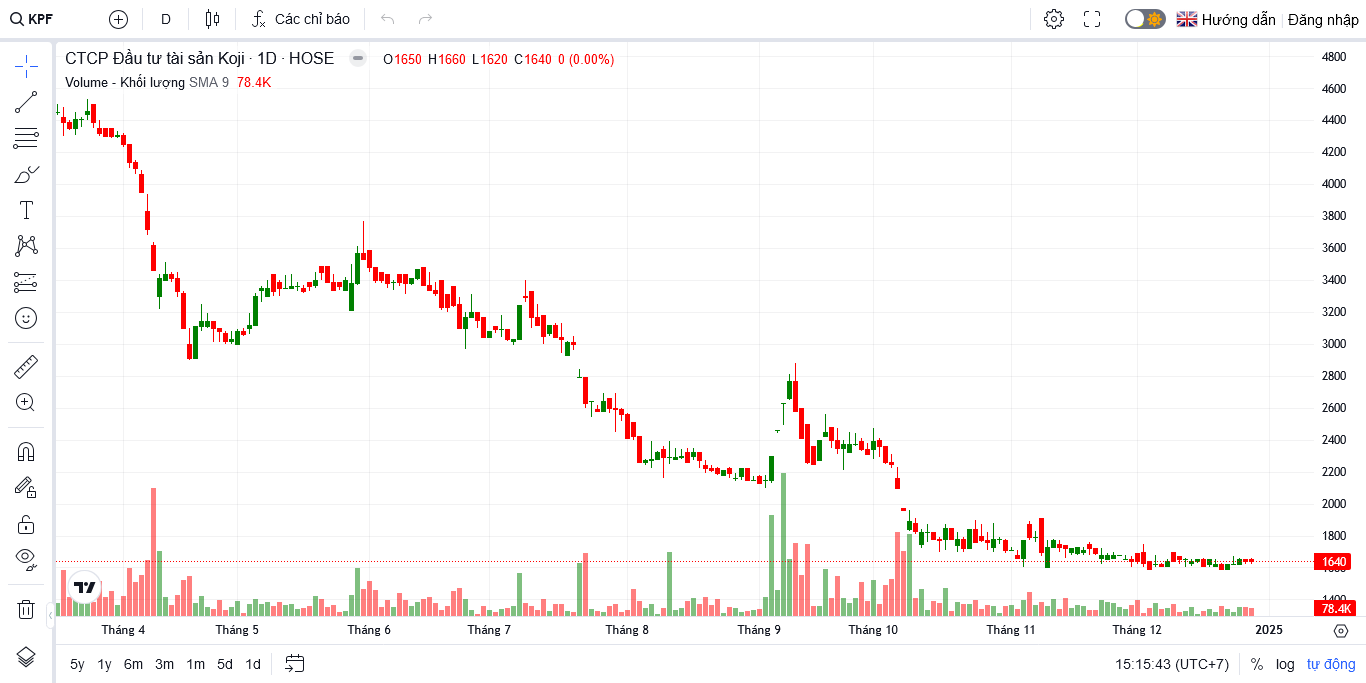 KPF D Các chỉ báo Hướng dẫn Đăng nhập
CTCP Đầu tư tài sản Koji · 1D · HOSE O1650 H1660 L1620 C1640 0 (0.00%)
Volume - Khối lượng SMA 9 78.4K
4800
4600
4400
4200
4000
3800
3600
3400
3200
3000
2800
2600
2400
2200
2000
1800
1640
1600
1400
78.4K
T
Tháng 4 Tháng 5 Tháng 6 Tháng 7 Tháng 8 Tháng 9 Tháng 10 Tháng 11 Tháng 12 2025
5y 1y 6m 3m 1m 5d 1d 15:15:43 (UTC+7) % log tự động